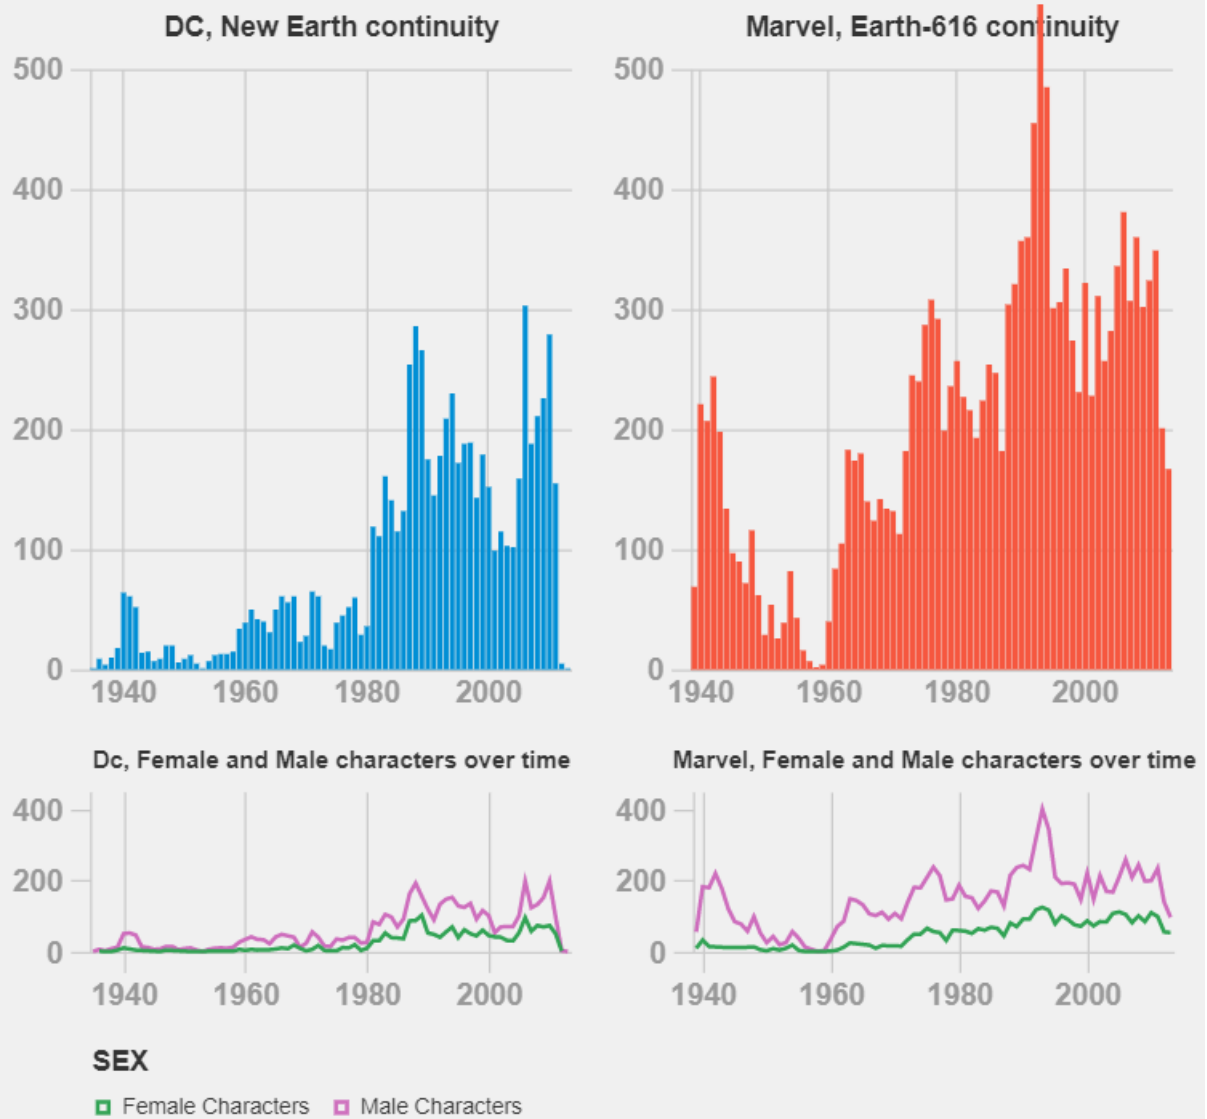 DC, New Earth continuity
500
400
300
200
100
0
1940 1960 1980 2000
Marvel, Earth-616 continuity
500
400
300
200
100
0
1940 1960 1980 2000
Dc, Female and Male characters over time
400
200
0
1940 1960 1980 2000
Marvel, Female and Male characters over time
400
200
0
1940 1960 1980 2000
SEX
Female Characters Male Characters